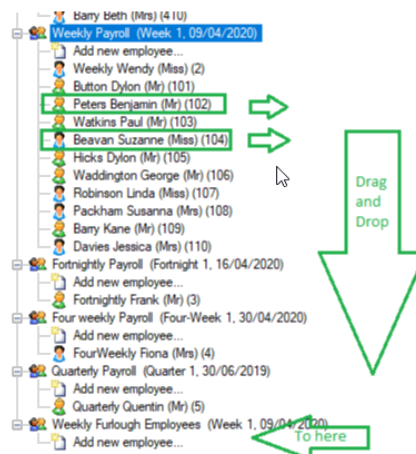 Barry Beth (Mrs) (410)
Weekly Payroll (Week 1, 09/04/2020)
Add new employee...
Weekly Wendy (Miss) (2)
Button Dylon (Mr) (101)
Peters Benjamin (Mr) (102)
Watkins Paul (Mr) (103)
Beavan Suzanne (Miss) (104)
Hicks Dylon (Mr) (105)
Waddington George (Mr) (106)
Robinson Linda (Miss) (107)
Packham Susanna (Mrs) (108)
Barry Kane (Mr) (109)
Davies Jessica (Mrs) (110)
Drag
and
Drop
Fortnightly Payroll (Fortnight 1, 16/04/2020)
Add new employee...
Fortnightly Frank (Mr) (3)
Four weekly Payroll (Four-Week 1, 30/04/2020)
Add new employee...
FourWeekly Fiona (Mrs) (4)
Quarterly Payroll (Quarter 1, 30/06/2019)
Add new employee...
Quarterly Quentin (Mr) (5)
Weekly Furlough Employees (Week 1, 09/04/2020)
Add new employee...
To here